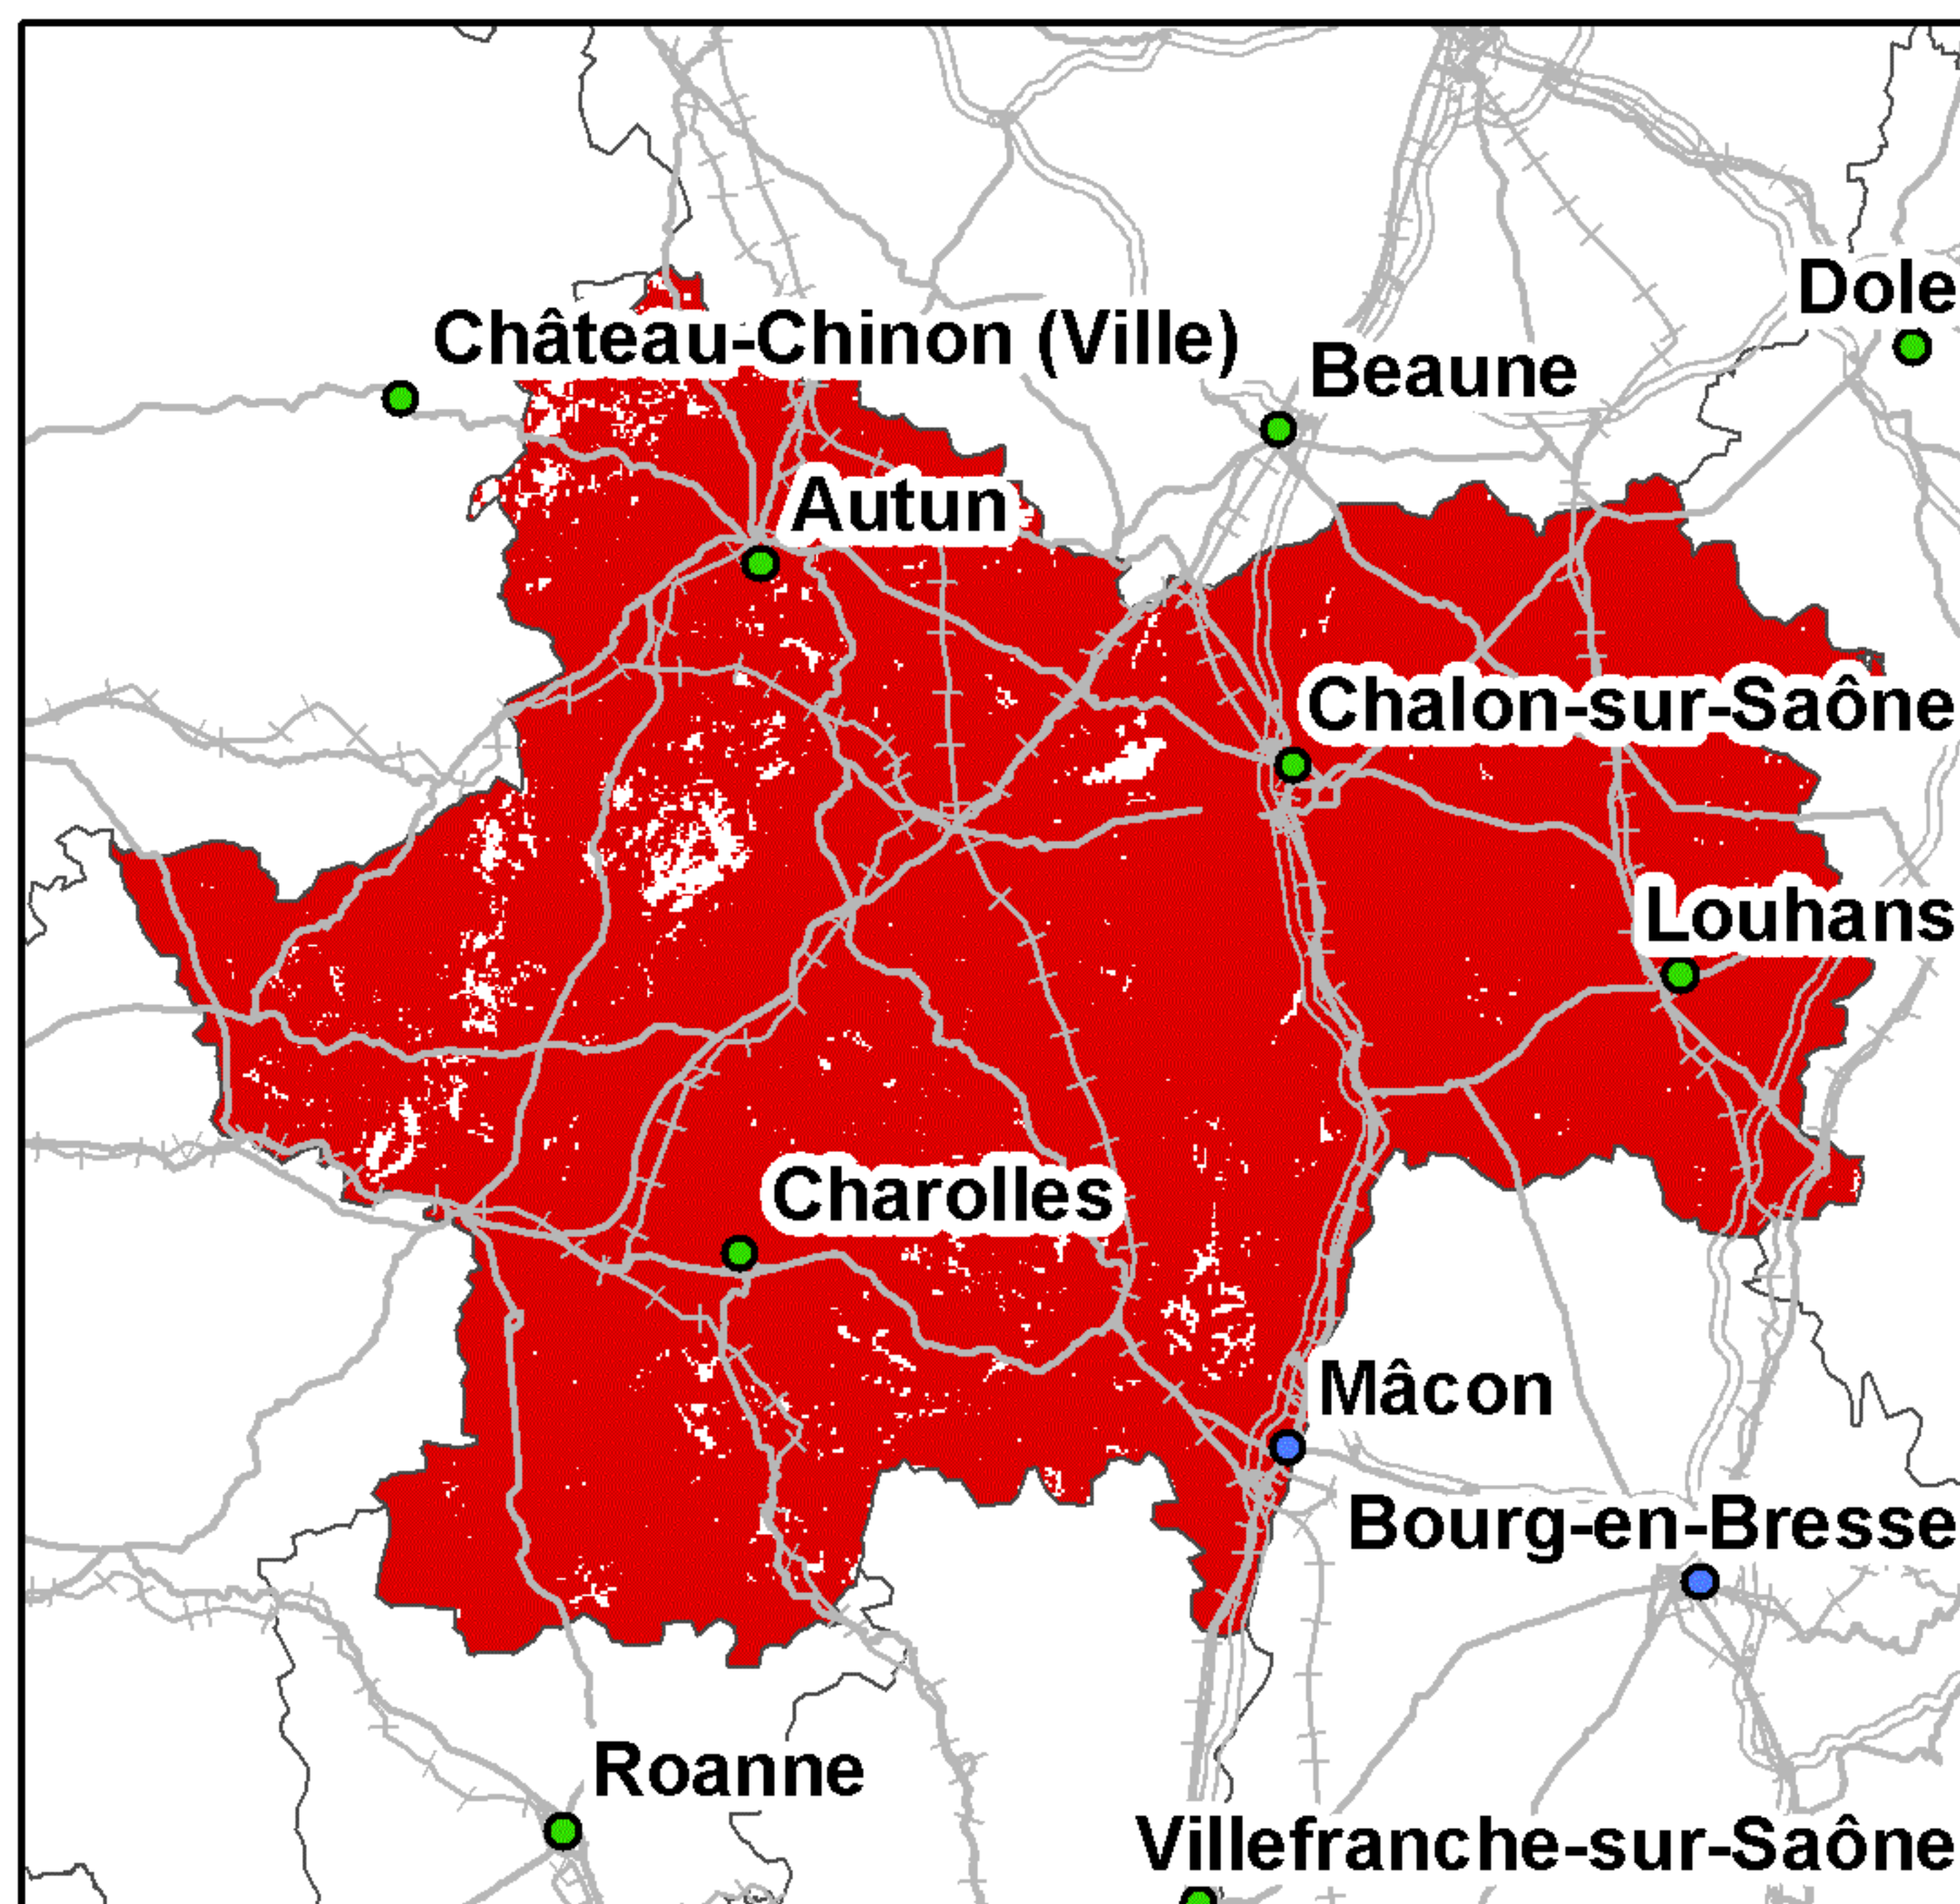 Dole
Château-Chinon (Ville)
Beaune
Autun
Chalon-sur-Saône
Louhans
Charolles
Mâcon
Bourg-en-Bresse
Roanne
Villefranche-sur-Saône